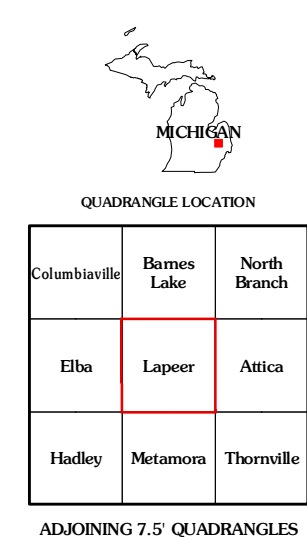 MICHIGAN
QUADRANGLE LOCATION
Columbiaville
Barnes
Lake
North
Branch
Elba
Lapeer
Attica
Hadley
Metamora
Thornville
ADJOINING 7.5' QUADRANGLES